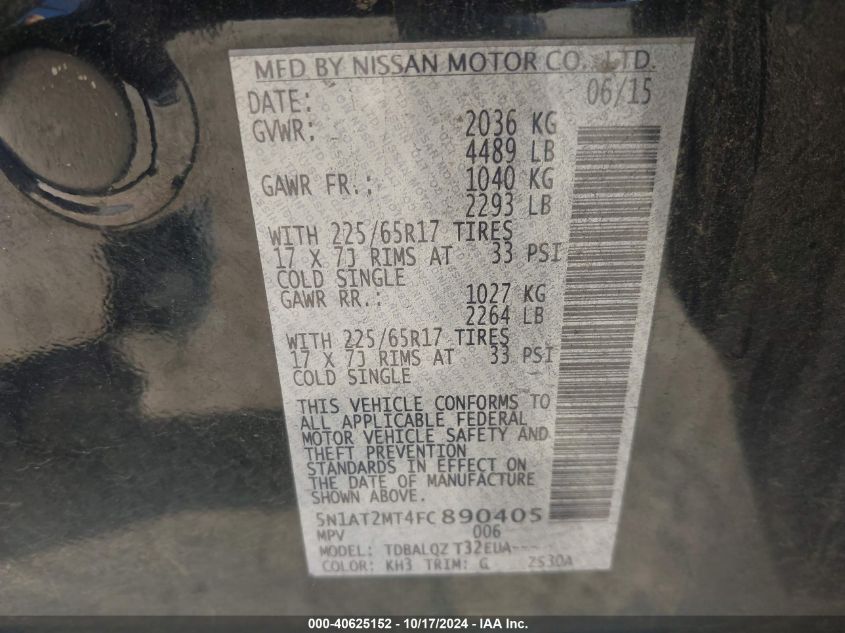 MFD BY NISSAN MOTOR CO., LTD.
DATE: 06/15
GVWR: 2036 KG
4489 LB
GAWR FR.: 1040 KG
2293 LB
WITH 225/65R17 TIRES
17 X 7J RIMS AT 33 PSI
COLD SINGLE
GAWR RR.: 1027 KG
2264 LB
WITH 225/65R17 TIRES
17 X 7J RIMS AT 33 PSI
COLD SINGLE
THIS VEHICLE CONFORMS TO
ALL APPLICABLE FEDERAL
MOTOR VEHICLE SAFETY AND
THEFT PREVENTION
STANDARDS IN EFFECT ON
THE DATE OF MANUFACTURE
SHOWN ABOVE.
5N1AT2MT4FC890405
MPV 006
MODEL: TDBALQZ T32EUA----
COLOR: KH3 TRIM: G 2S30A
000-40625152 - 10/17/2024 - IAA Inc.